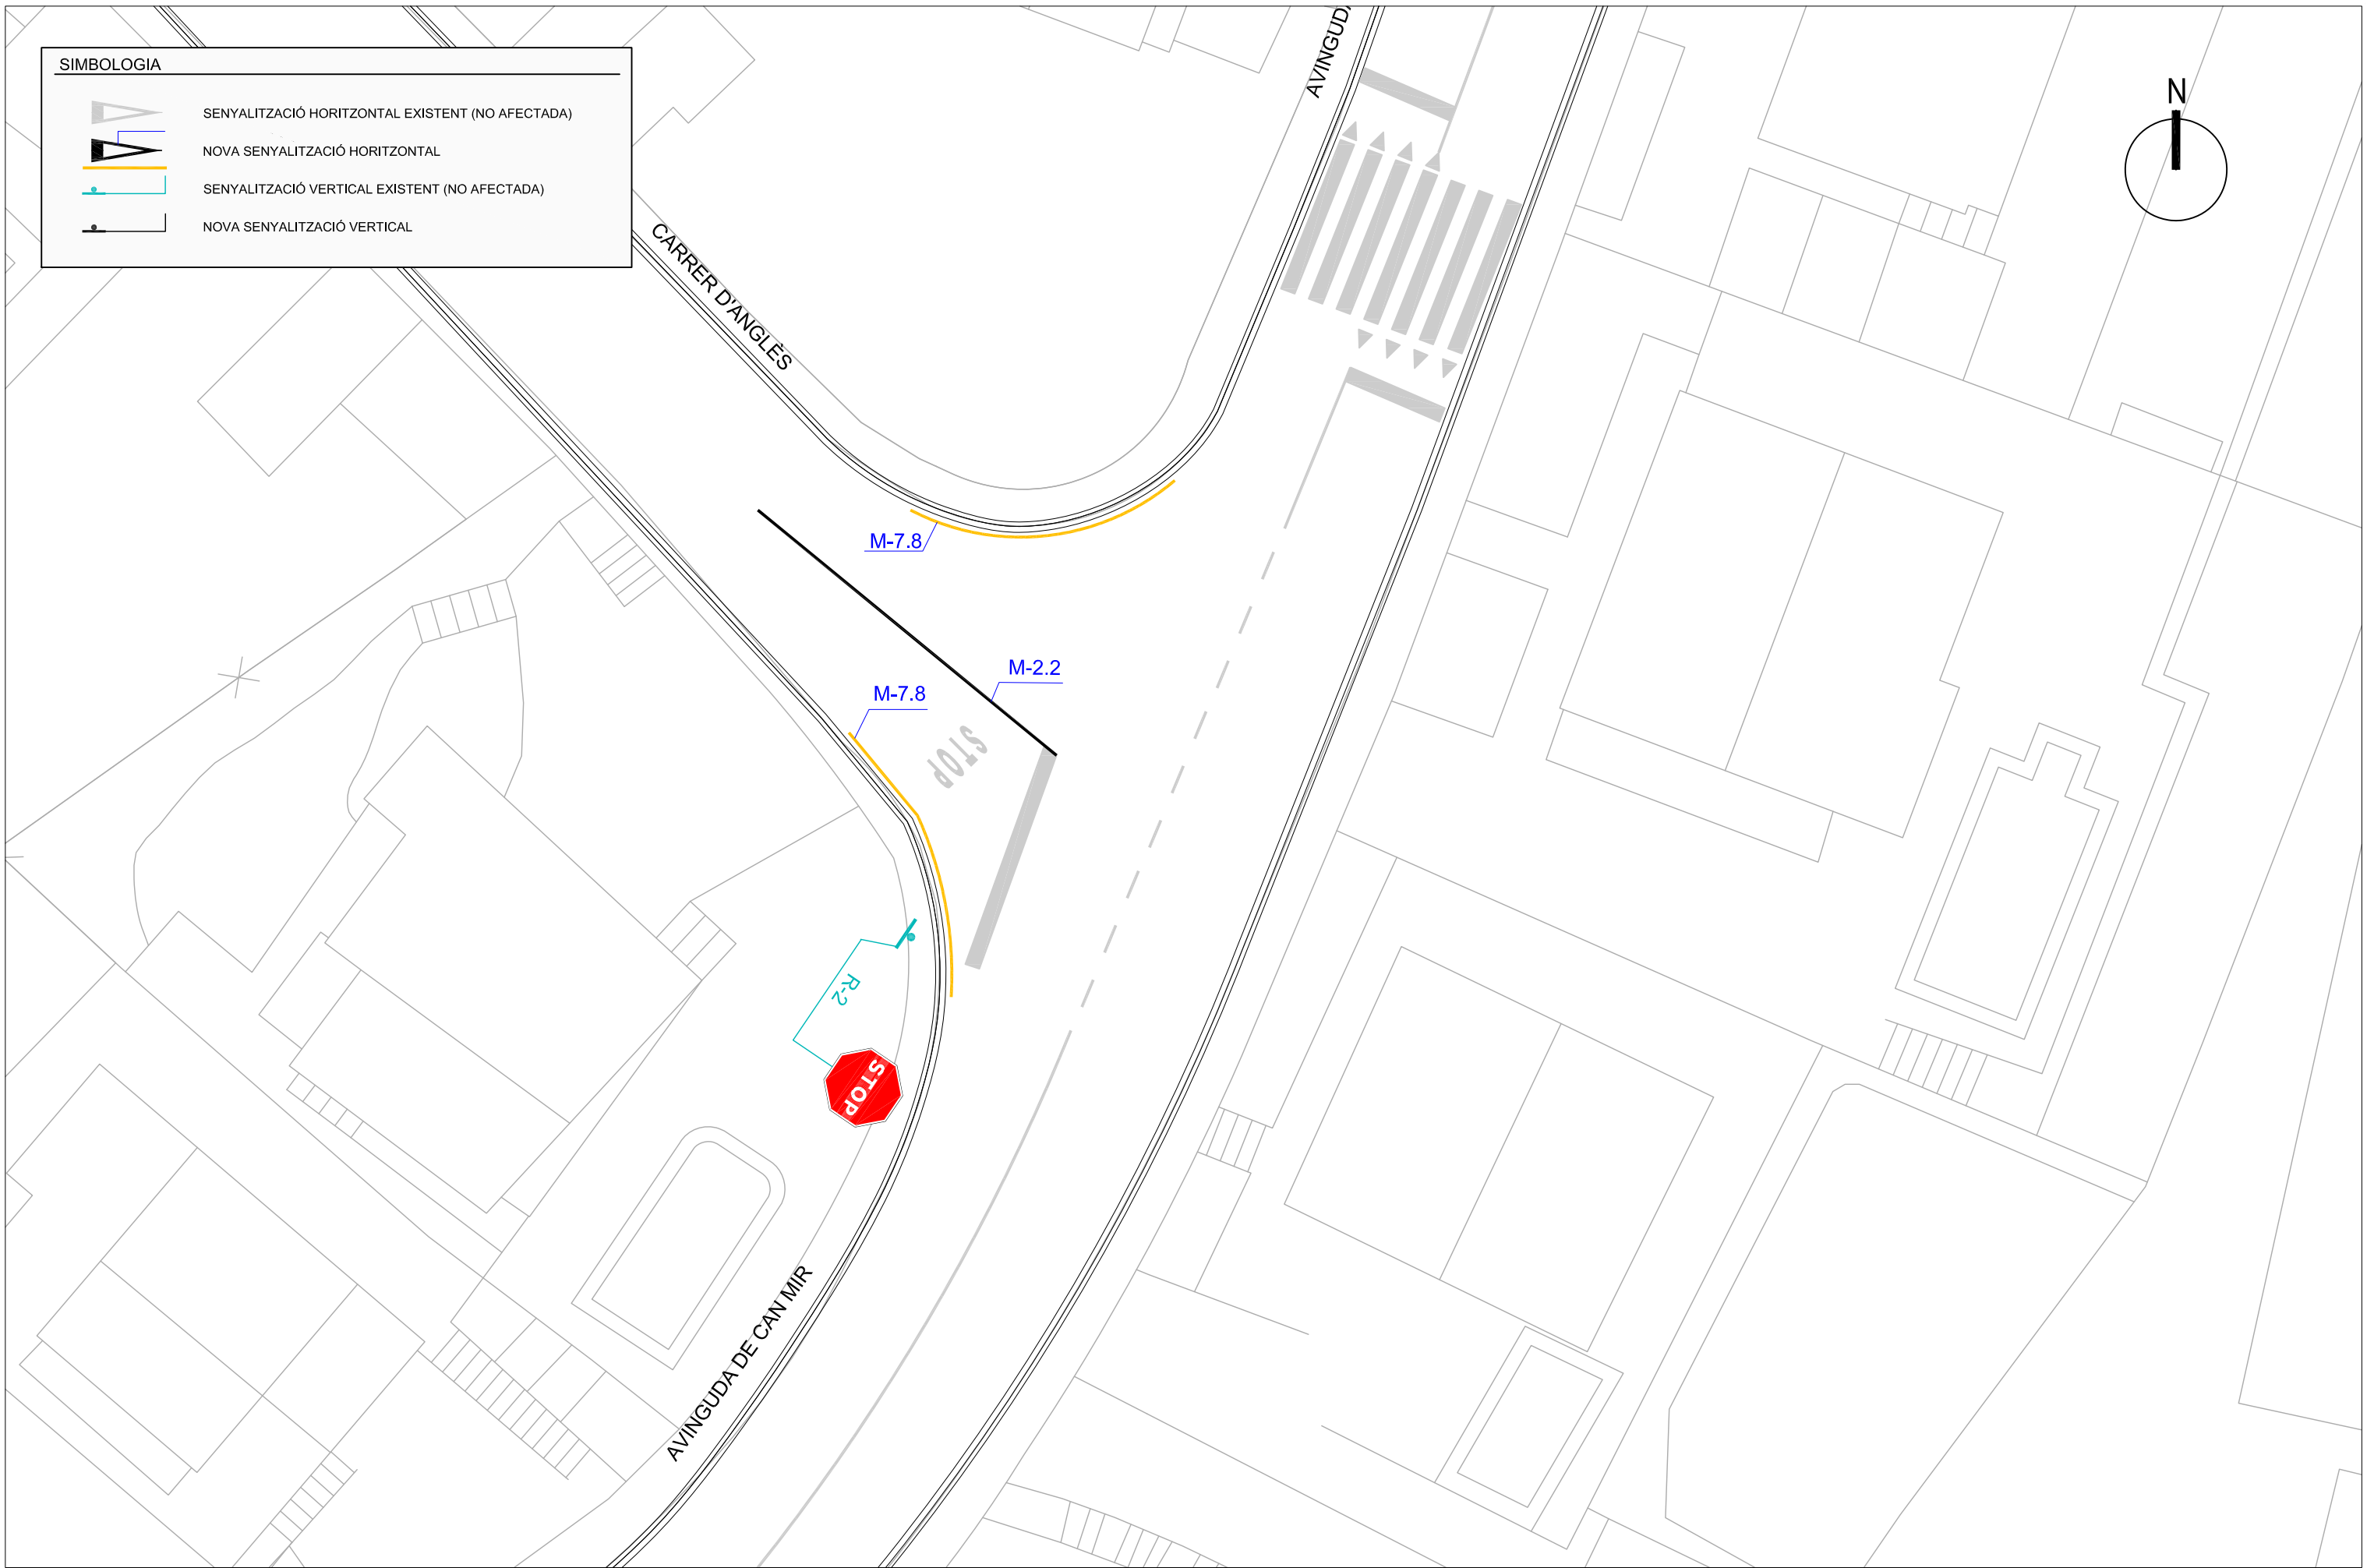 SIMBOLOGIA
SENYALITZACIÓ HORITZONTAL EXISTENT (NO AFECTADA)
NOVA SENYALITZACIÓ HORITZONTAL
SENYALITZACIÓ VERTICAL EXISTENT (NO AFECTADA)
NOVA SENYALITZACIÓ VERTICAL
AVINGUDA
N
CARRER D'ANGLÈS
M-7.8
M-2.2
M-7.8
STOP
R-2
STOP
AVINGUDA DE CAN MIR